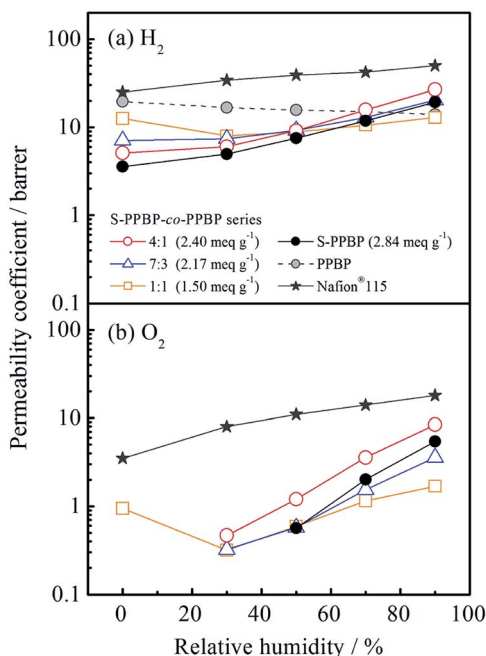 Permeability coefficient / barrer
100
10
1
0.1
(a) H₂
S-PPBP-co-PPBP series
4:1 (2.40 meq g⁻¹)
7:3 (2.17 meq g⁻¹)
1:1 (1.50 meq g⁻¹)
S-PPBP (2.84 meq g⁻¹)
PPBP
Nafion®115
100
10
1
0.1
(b) O₂
0 20 40 60 80 100
Relative humidity / %